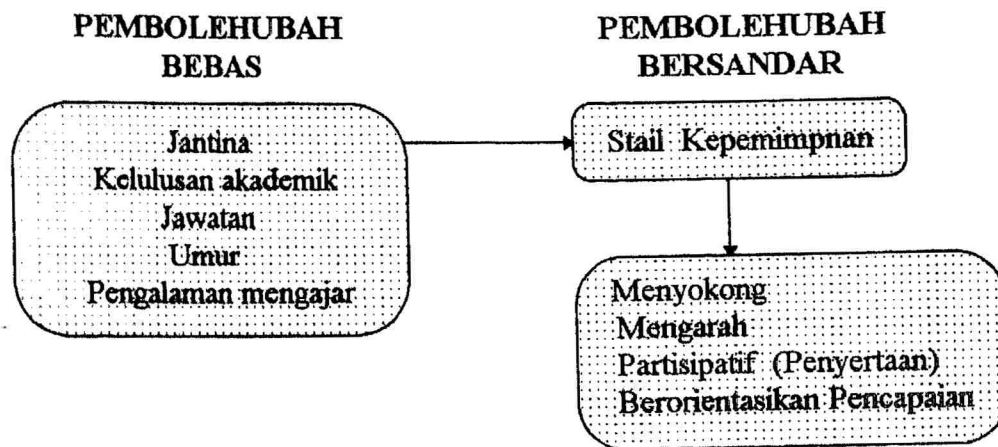 PEMBOLEHUBAH
BEBAS
Jantina
Kelulusan akademik
Jawatan
Umur
Pengalaman mengajar
PEMBOLEHUBAH
BERSANDAR
Stail Kepemimpnan
Menyokong
Mengarah
Partisipatif (Penyertaan)
Berorientasikan Pencapaian